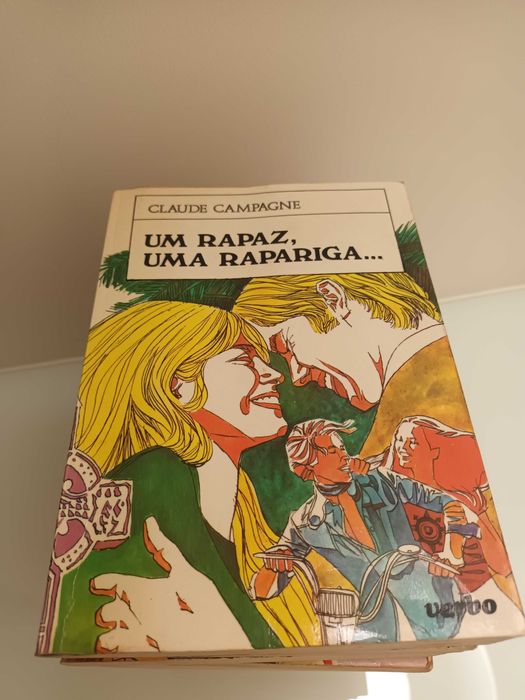 CLAUDE CAMPAGNE
UM RAPAZ,
UMA RAPARIGA...
verbo